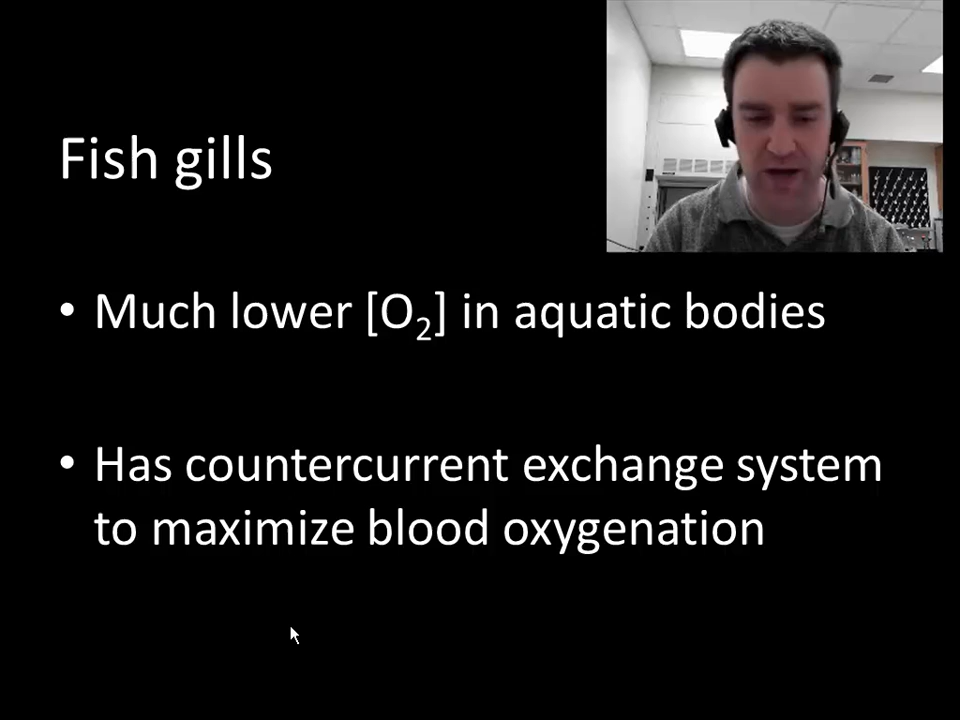 Fish gills
• Much lower [O₂] in aquatic bodies
• Has countercurrent exchange system
to maximize blood oxygenation